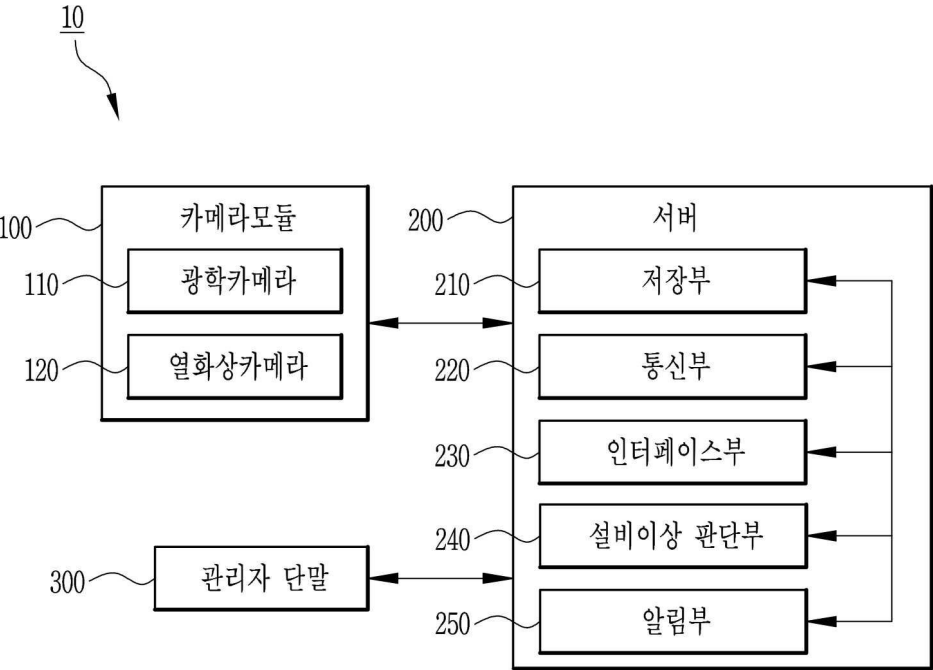 10
100
카메라모듈
110
광학카메라
120
열화상카메라
200
서버
210
저장부
220
통신부
230
인터페이스부
240
설비이상 판단부
250
알림부
300
관리자 단말